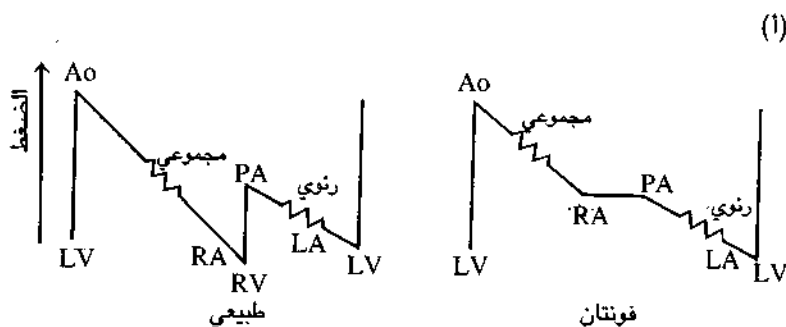 (أ)
الضغط
Ao
مجموعي
PA
رئوي
LA
RA
LV
RV
LV
طبيعي
Ao
مجموعي
PA
RA
رئوي
LA
LV
LV
فونتان